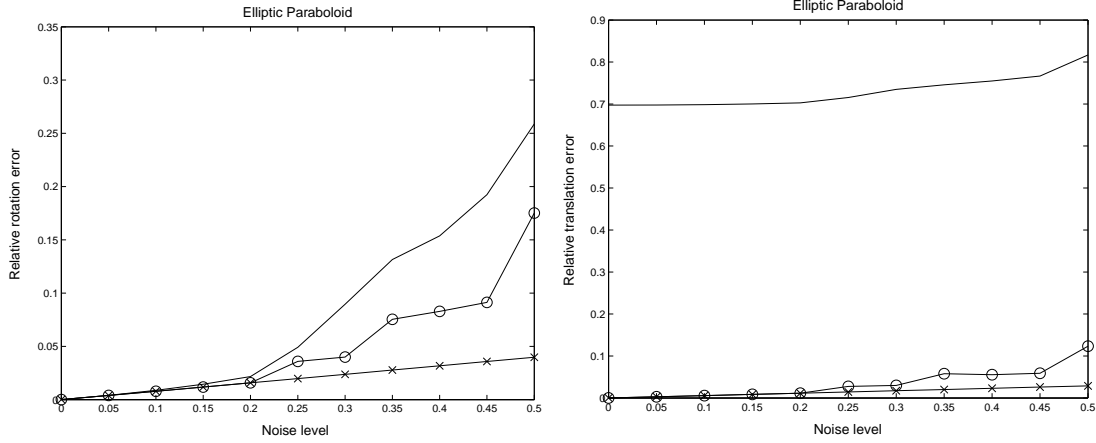 Elliptic Paraboloid
0.35
0.3
0.25
0.2
0.15
0.1
0.05
0
Relative rotation error
0 0.05 0.1 0.15 0.2 0.25 0.3 0.35 0.4 0.45 0.5
Noise level
Elliptic Paraboloid
0.9
0.8
0.7
0.6
0.5
0.4
0.3
0.2
0.1
0
Relative translation error
0 0.05 0.1 0.15 0.2 0.25 0.3 0.35 0.4 0.45 0.5
Noise level